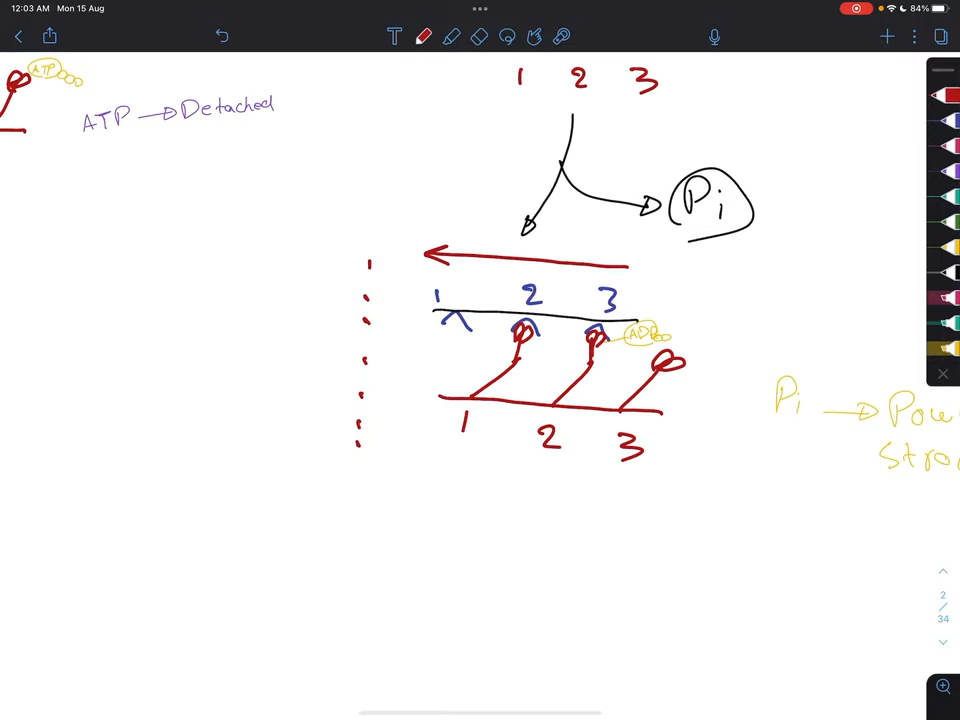 12:03 AM Mon 15 Aug
84%
ATP
ATP → Detached
1 2 3
Pi
1 2 3
ADP
1 2 3
Pi → Pow
Stro
2
/
34